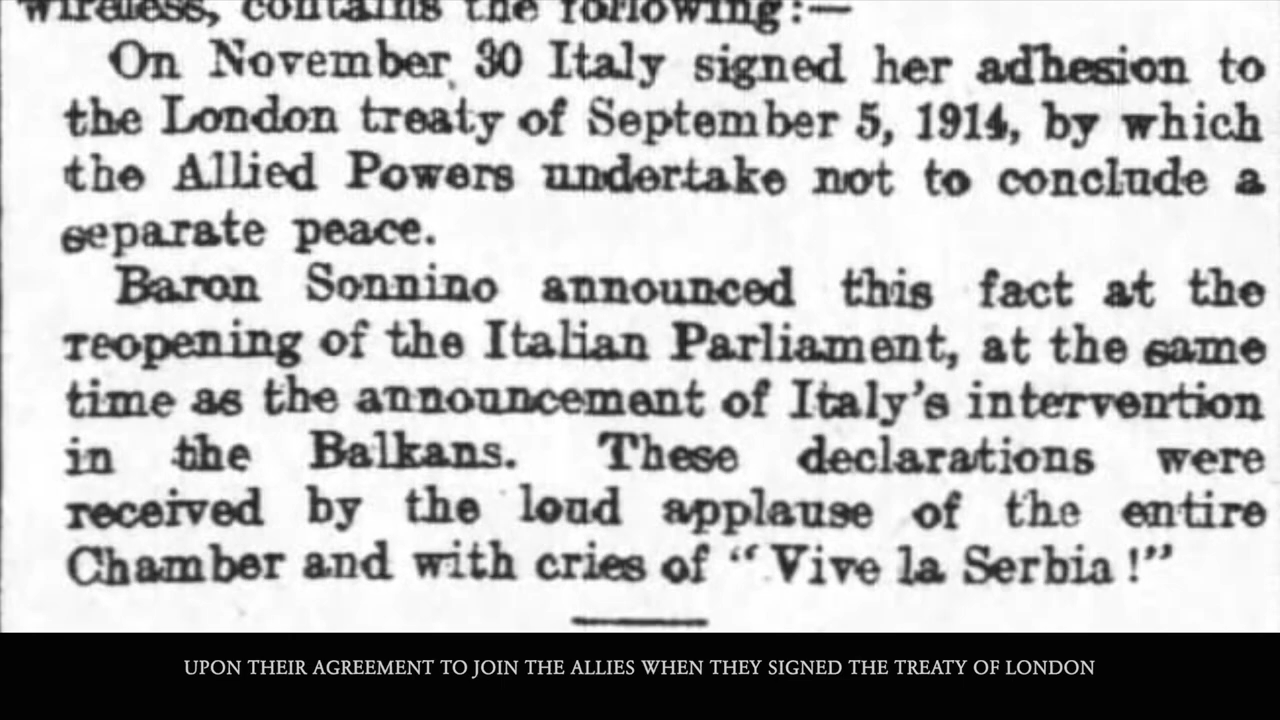 wireless, contains the following:—
On November 30 Italy signed her adhesion to
the London treaty of September 5, 1914, by which
the Allied Powers undertake not to conclude a
separate peace.
Baron Sonnino announced this fact at the
reopening of the Italian Parliament, at the same
time as the announcement of Italy's intervention
in the Balkans. These declarations were
received by the loud applause of the entire
Chamber and with cries of "Vive la Serbia!"
UPON THEIR AGREEMENT TO JOIN THE ALLIES WHEN THEY SIGNED THE TREATY OF LONDON